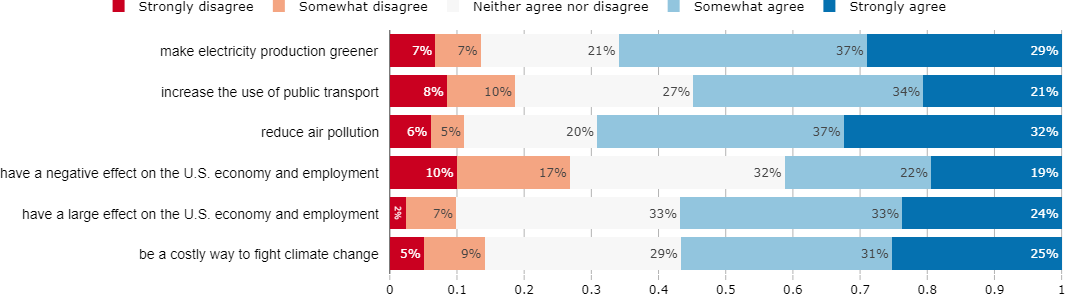 Strongly disagree Somewhat disagree Neither agree nor disagree Somewhat agree Strongly agree
make electricity production greener 7% 7% 21% 37% 29%
increase the use of public transport 8% 10% 27% 34% 21%
reduce air pollution 6% 5% 20% 37% 32%
have a negative effect on the U.S. economy and employment 10% 17% 32% 22% 19%
have a large effect on the U.S. economy and employment 2% 7% 33% 33% 24%
be a costly way to fight climate change 5% 9% 29% 31% 25%
0 0.1 0.2 0.3 0.4 0.5 0.6 0.7 0.8 0.9 1